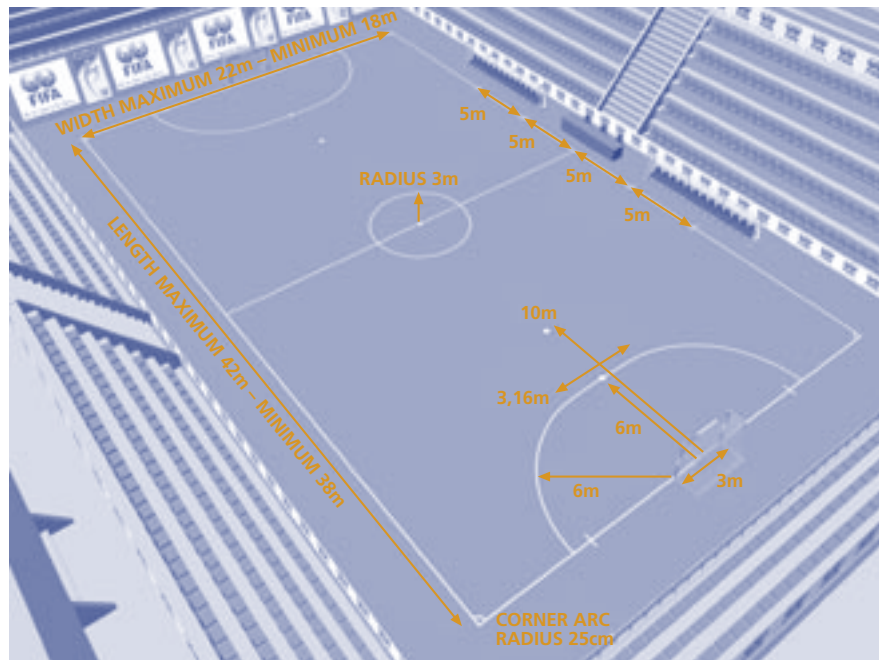 FIFA
FIFA
FIFA
FIFA
WIDTH MAXIMUM 22m – MINIMUM 18m
5m
5m
5m
5m
RADIUS 3m
LENGTH MAXIMUM 42m – MINIMUM 38m
10m
3,16m
6m
6m
3m
CORNER ARC
RADIUS 25cm